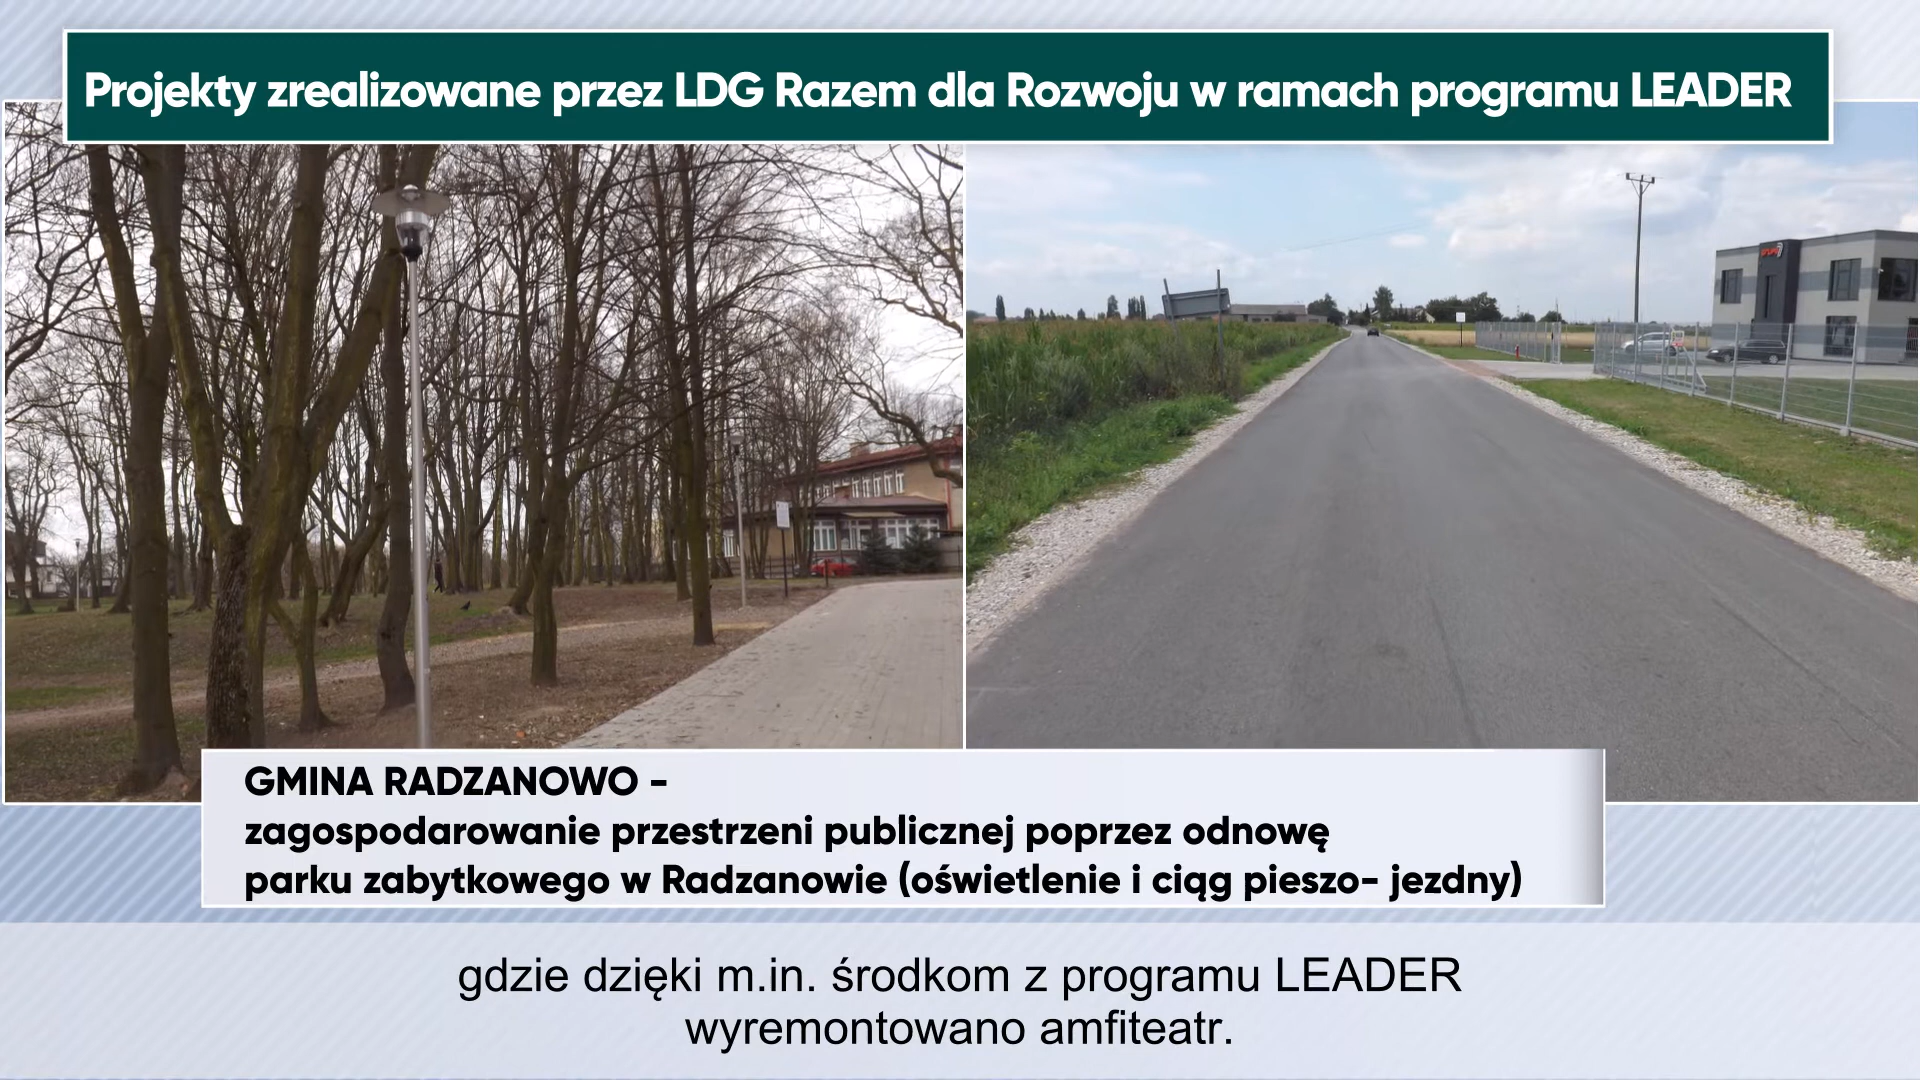 Projekty zrealizowane przez LDG Razem dla Rozwoju w ramach programu LEADER
GMINA RADZANOWO -
zagospodarowanie przestrzeni publicznej poprzez odnowę
parku zabytkowego w Radzanowie (oświetlenie i ciąg pieszo- jezdny)
gdzie dzięki m.in. środkom z programu LEADER
wyremontowano amfiteatr.